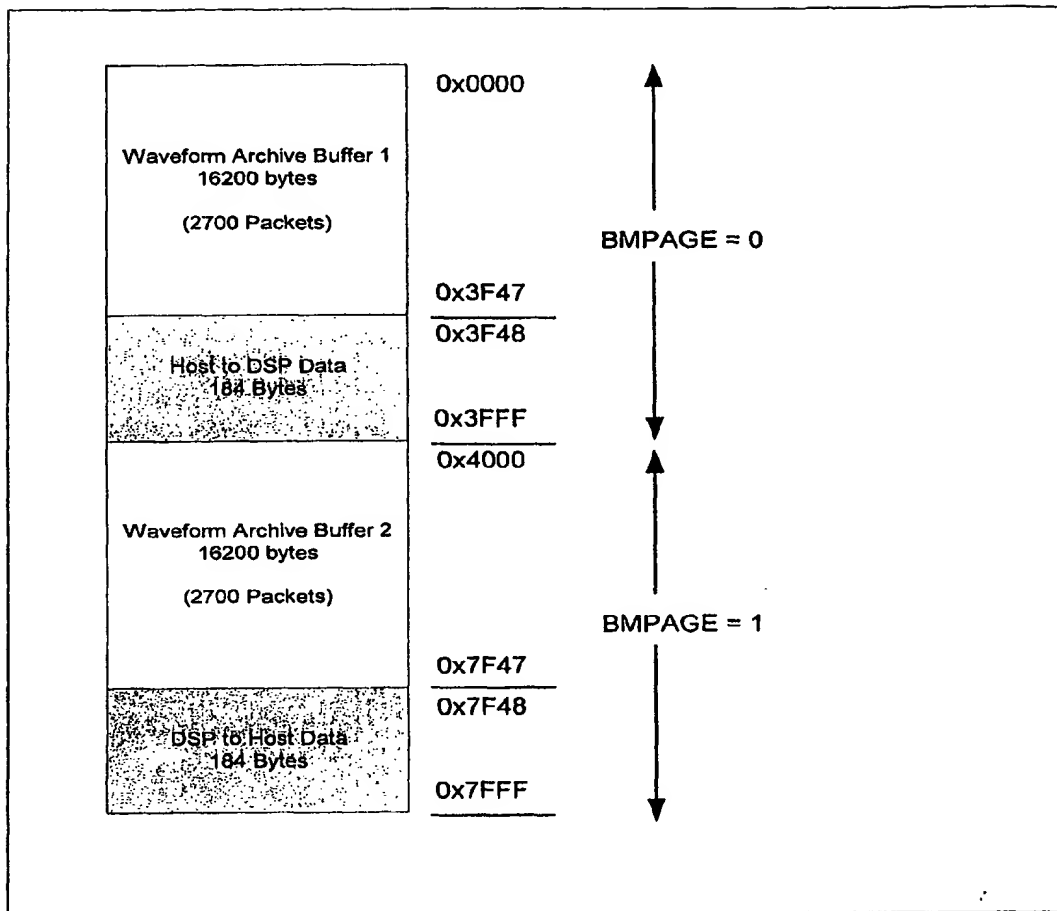 0x0000
Waveform Archive Buffer 1
16200 bytes
(2700 Packets)
BMPAGE = 0
0x3F47
0x3F48
Host to DSP Data
184 Bytes
0x3FFF
0x4000
Waveform Archive Buffer 2
16200 bytes
(2700 Packets)
BMPAGE = 1
0x7F47
0x7F48
DSP to Host Data
184 Bytes
0x7FFF